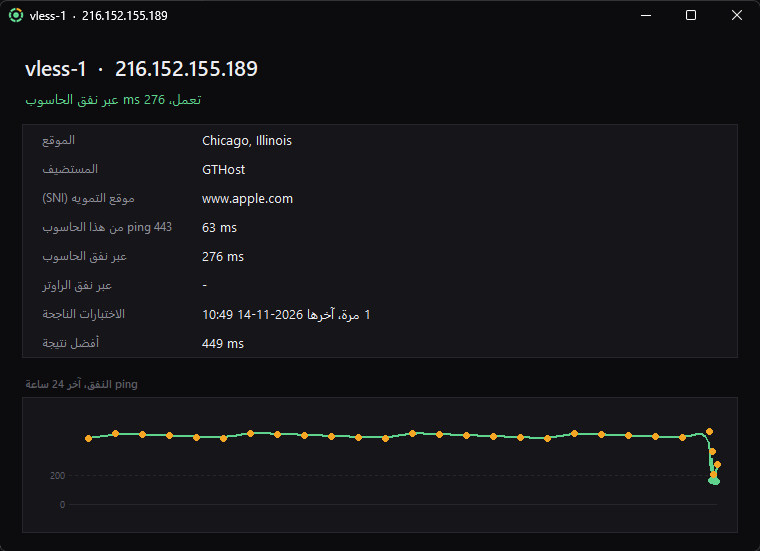 vless-1 · 216.152.155.189
vless-1 · 216.152.155.189
تعمل، 276 ms عبر نفق الحاسوب
الموقع Chicago, Illinois
المستضيف GTHost
موقع التمويه (SNI) www.apple.com
ping 443 من هذا الحاسوب 63 ms
عبر نفق الحاسوب 276 ms
عبر نفق الراوتر -
الاختبارات الناجحة 1 مرة، آخرها 2026-11-14 10:49
أفضل نتيجة 449 ms
ping النفق، آخر 24 ساعة
200
0